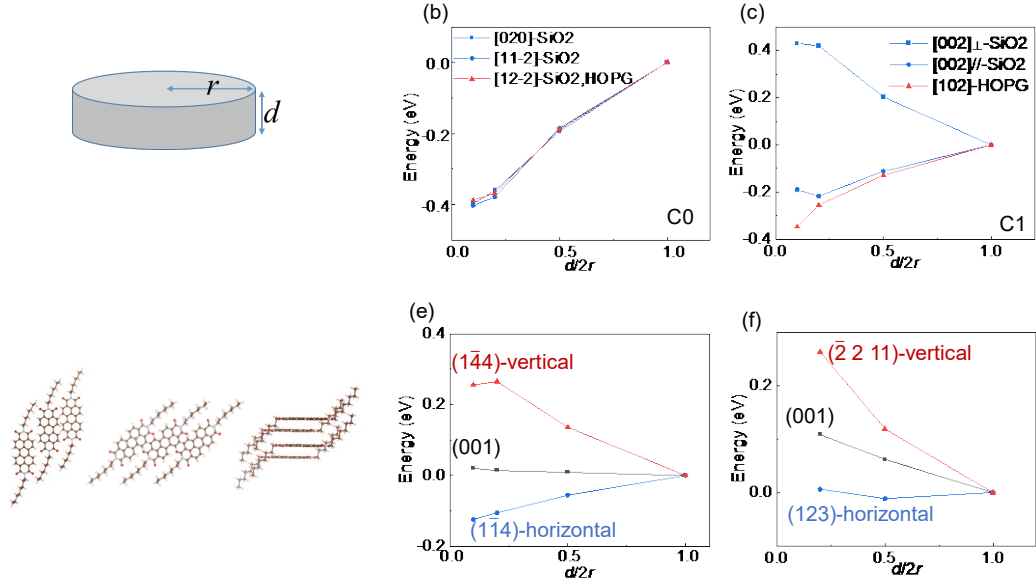 r
d
(b)
[020]-SiO2
[11-2]-SiO2
[12-2]-SiO2,HOPG
Energy (eV)
0.0
-0.2
-0.4
C0
0.0
0.5
1.0
d/2r
(c)
[002]⊥-SiO2
[002]//-SiO2
[102]-HOPG
Energy (eV)
0.4
0.2
0.0
-0.2
-0.4
C1
0.0
0.5
1.0
d/2r
(e)
(11̄4̄4)-vertical
(001)
(11̄4)-horizontal
Energy (eV)
0.4
0.2
0.0
-0.2
0.0
0.5
1.0
d/2r
(f)
(2̄ 2 11)-vertical
(001)
(123)-horizontal
Energy (eV)
0.2
0.0
0.0
0.5
1.0
d/2r